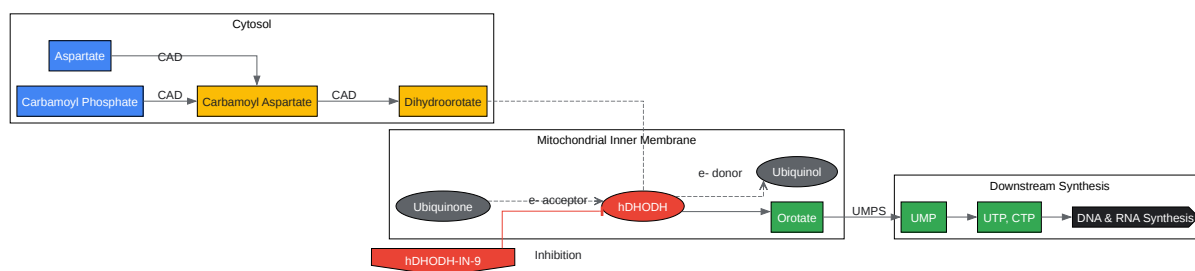 Cytosol
Aspartate
CAD
Carbamoyl Phosphate
CAD
Carbamoyl Aspartate
CAD
Dihydroorotate
Mitochondrial Inner Membrane
Ubiquinone
e- acceptor
hDHODH
e- donor
Ubiquinol
Orotate
UMPS
Downstream Synthesis
UMP
UTP, CTP
DNA & RNA Synthesis
hDHODH-IN-9
Inhibition